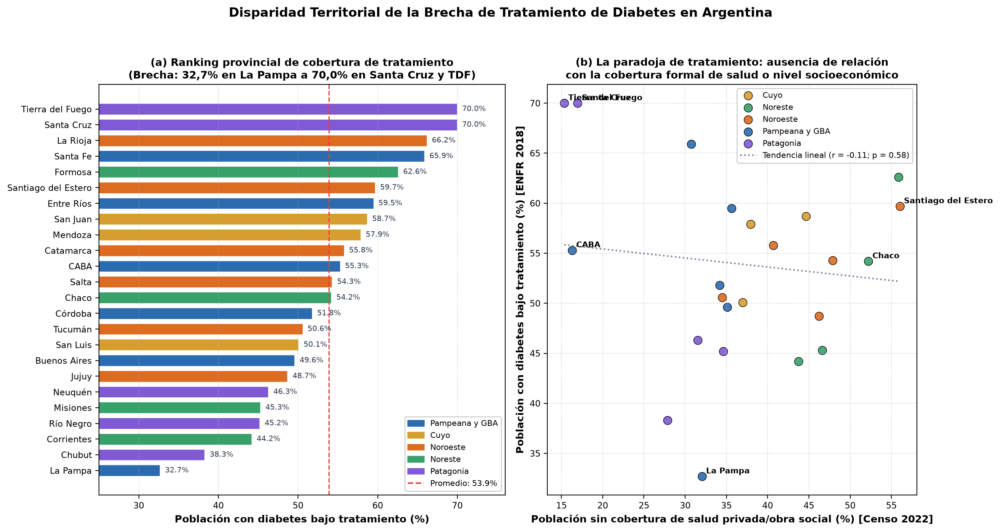 Disparidad Territorial de la Brecha de Tratamiento de Diabetes en Argentina
(a) Ranking provincial de cobertura de tratamiento
(Brecha: 32,7% en La Pampa a 70,0% en Santa Cruz y TDF)
Tierra del Fuego 70.0%
Santa Cruz 70.0%
La Rioja 66.2%
Santa Fe 65.9%
Formosa 62.6%
Santiago del Estero 59.7%
Entre Ríos 59.5%
San Juan 58.7%
Mendoza 57.9%
Catamarca 55.8%
CABA 55.3%
Salta 54.3%
Chaco 54.2%
Córdoba 51.8%
Tucumán 50.6%
San Luis 50.1%
Buenos Aires 49.6%
Jujuy 48.7%
Neuquén 46.3%
Misiones 45.3%
Río Negro 45.2%
Corrientes 44.2%
Chubut 38.3%
La Pampa 32.7%
Pampeana y GBA
Cuyo
Noroeste
Noreste
Patagonia
Promedio: 53.9%
30 40 50 60 70
Población con diabetes bajo tratamiento (%)
(b) La paradoja de tratamiento: ausencia de relación
con la cobertura formal de salud o nivel socioeconómico
Población con diabetes bajo tratamiento (%) [ENFR 2018]
70
65
60
55
50
45
40
35
Tierra del Fuego
Santa Cruz
Cuyo
Noreste
Noroeste
Pampeana y GBA
Patagonia
Tendencia lineal (r = -0.11; p = 0.58)
Santiago del Estero
CABA
Chaco
La Pampa
15 20 25 30 35 40 45 50 55
Población sin cobertura de salud privada/obra social (%) [Censo 2022]